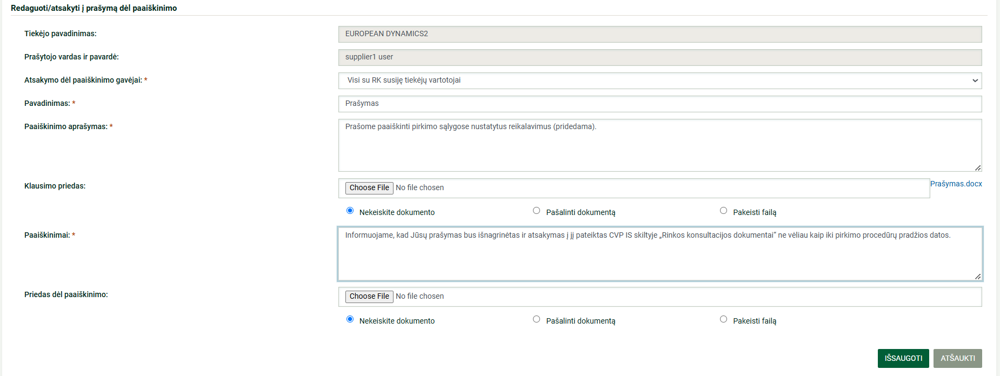 Redaguoti/atsakyti į prašymą dėl paaiškinimo
Tiekėjo pavadinimas:
EUROPEAN DYNAMICS2
Prašytojo vardas ir pavardė:
supplier1 user
Atsakymo dėl paaiškinimo gavėjai: *
Visi su RK susiję tiekėjų vartotojai
Pavadinimas: *
Prašymas
Paaiškinimo aprašymas: *
Prašome paaiškinti pirkimo sąlygose nustatytus reikalavimus (pridedama).
Klausimo priedas:
Choose File No file chosen
Prašymas.docx
Nekeiskite dokumento
Pašalinti dokumentą
Pakeisti failą
Paaiškinimai: *
Informuojame, kad Jūsų prašymas bus išnagrinėtas ir atsakymas į jį pateiktas CVP IS skiltyje „Rinkos konsultacijos dokumentai“ ne vėliau kaip iki pirkimo procedūrų pradžios datos.
Priedas dėl paaiškinimo:
Choose File No file chosen
Nekeiskite dokumento
Pašalinti dokumentą
Pakeisti failą
IŠSAUGOTI
ATŠAUKTI